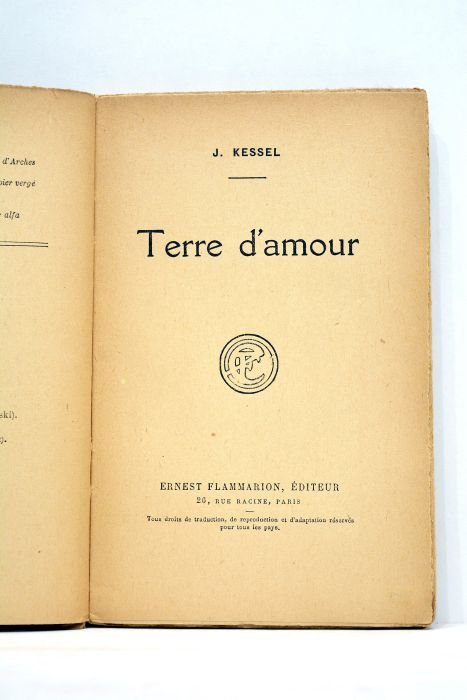 d'Arches
pier vergé
alfa
ski).
).
J. KESSEL
Terre d'amour
ERNEST FLAMMARION, ÉDITEUR
26, RUE RACINE, PARIS
Tous droits de traduction, de reproduction et d'adaptation réservés
pour tous les pays.